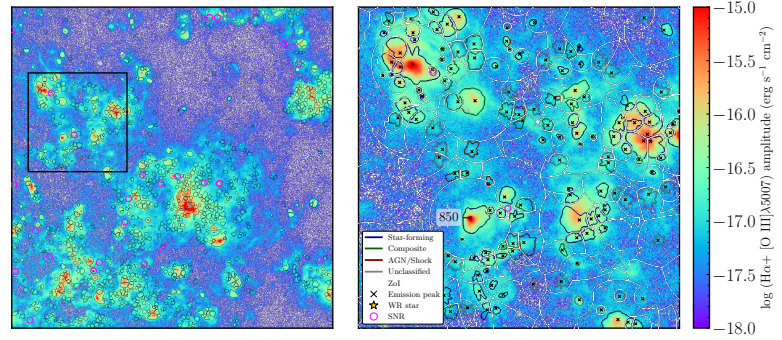 850
Star-forming
Composite
AGN/Shock
Unclassified
ZoI
Emission peak
WR star
SNR
−15.0
−15.5
−16.0
−16.5
−17.0
−17.5
−18.0
log (Hα+ [O III]λ5007) amplitude (erg s⁻¹ cm⁻²)